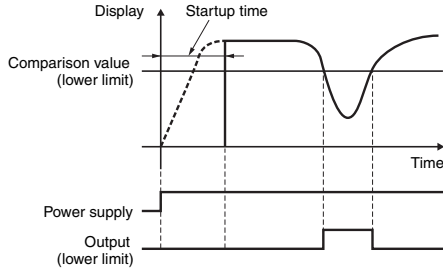 Display
Startup time
Comparison value
(lower limit)
Time
Power supply
Output
(lower limit)